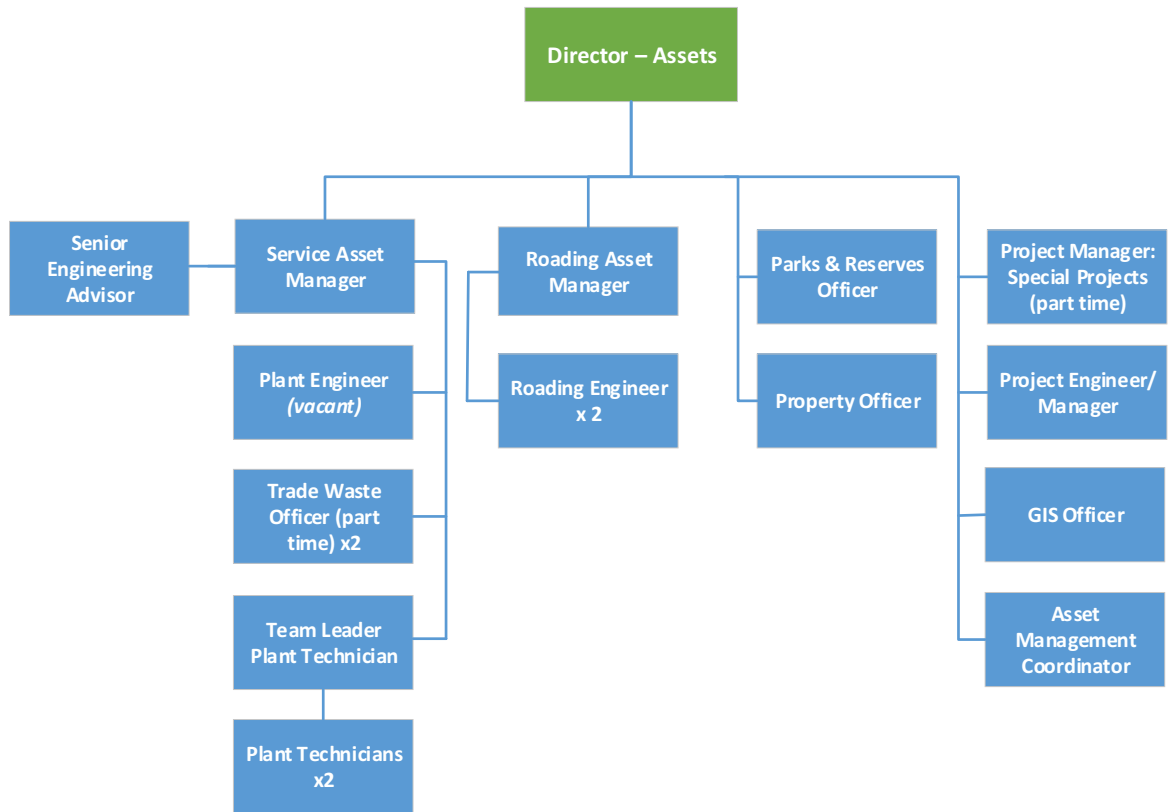 Director – Assets
Senior
Engineering
Advisor
Service Asset
Manager
Roading Asset
Manager
Parks & Reserves
Officer
Project Manager:
Special Projects
(part time)
Plant Engineer
(vacant)
Roading Engineer
x 2
Property Officer
Project Engineer/
Manager
Trade Waste
Officer (part
time) x2
GIS Officer
Team Leader
Plant Technician
Asset
Management
Coordinator
Plant Technicians
x2